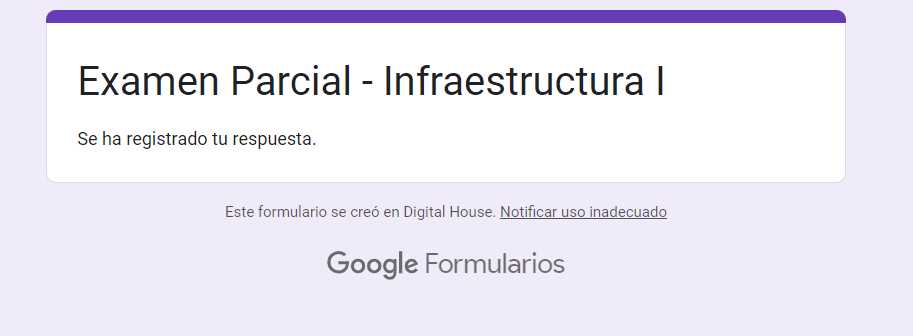 Examen Parcial - Infraestructura I
Se ha registrado tu respuesta.
Este formulario se creó en Digital House. Notificar uso inadecuado
Google Formularios